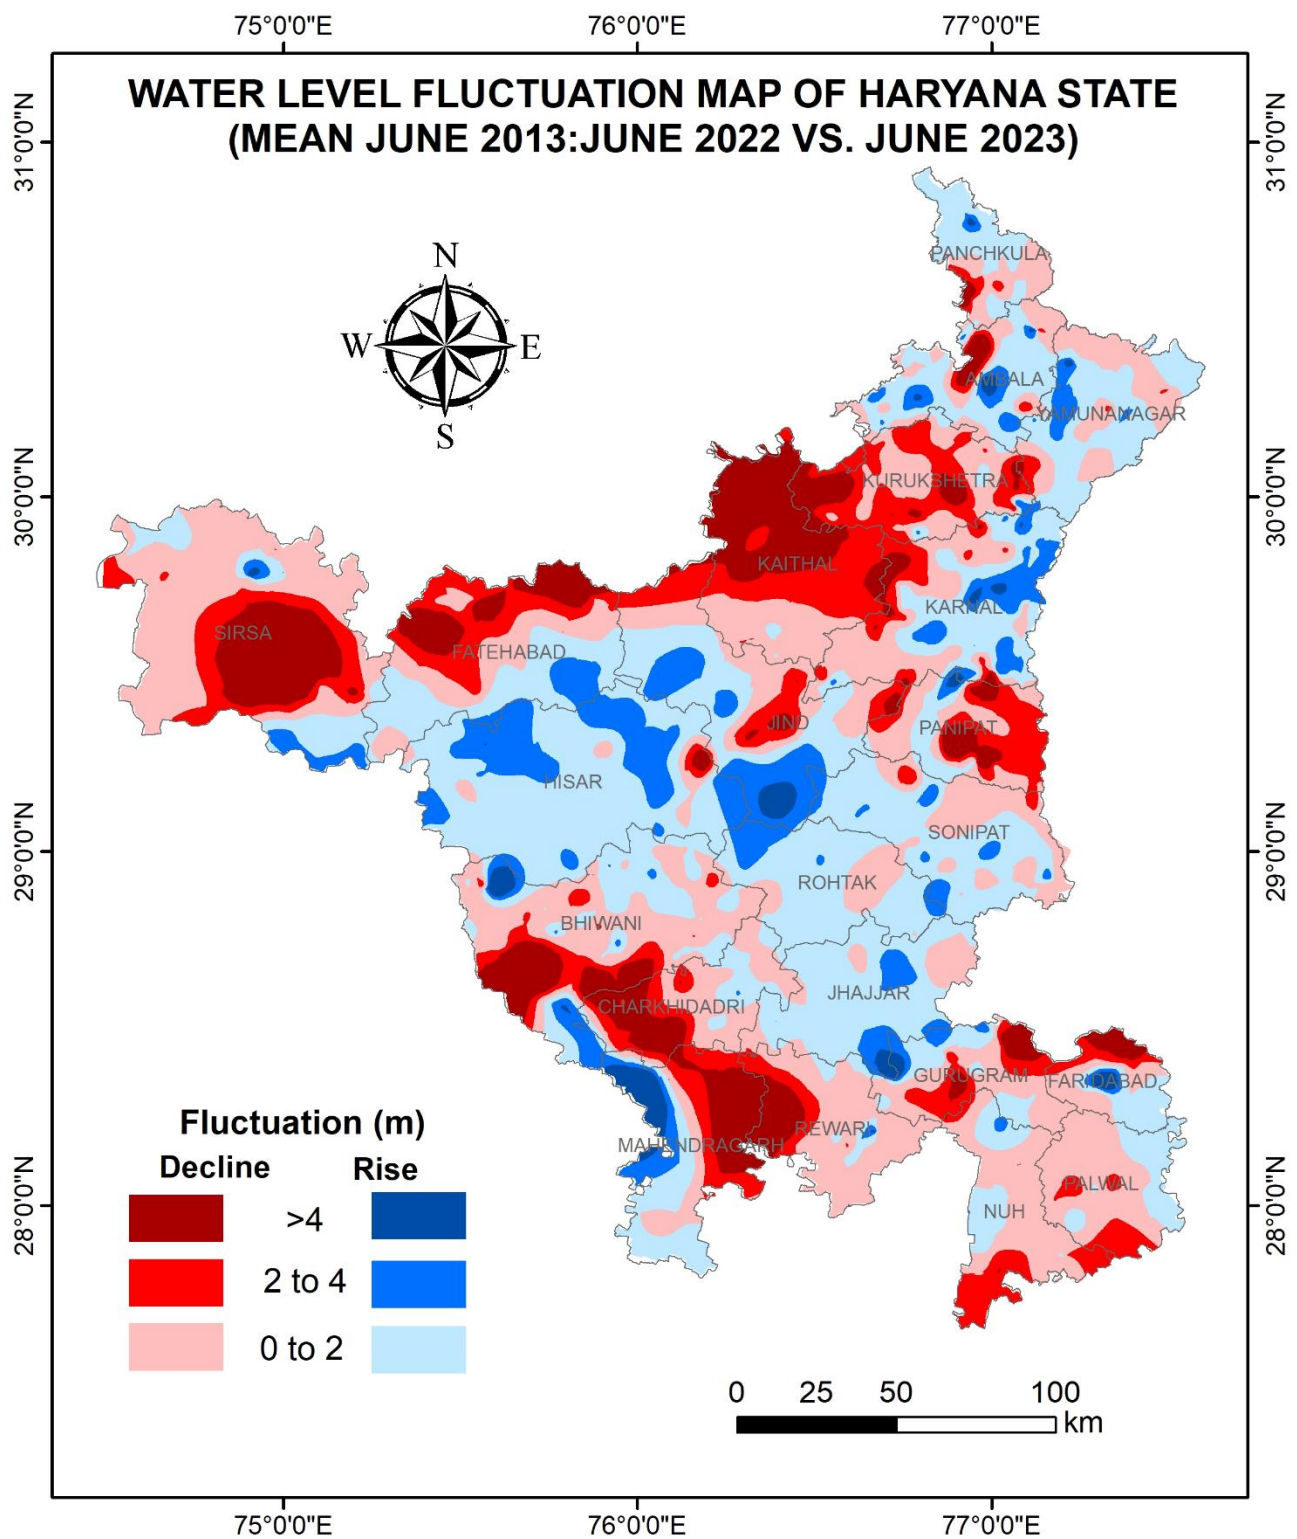 75°0'0"E 76°0'0"E 77°0'0"E
WATER LEVEL FLUCTUATION MAP OF HARYANA STATE
(MEAN JUNE 2013:JUNE 2022 VS. JUNE 2023)
31°0'0"N 31°0'0"N
N
W E
S
PANCHKULA
AMBALA
YAMUNANAGAR
30°0'0"N 30°0'0"N
KURUKSHETRA
KAITHAL
KARNAL
SIRSA
FATEHABAD
JIND
PANIPAT
HISAR
SONIPAT
29°0'0"N 29°0'0"N
ROHTAK
BHIWANI
JHAJJAR
CHARKHIDADRI
GURUGRAM
FARIDABAD
REWARI
MAHENDRAGARH
PALWAL
NUH
28°0'0"N 28°0'0"N
Fluctuation (m)
Decline Rise
>4
2 to 4
0 to 2
0 25 50 100
km
75°0'0"E 76°0'0"E 77°0'0"E